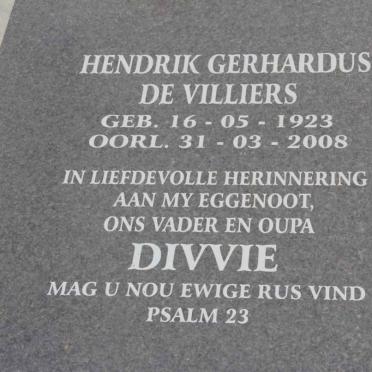 HENDRIK GERHARDUS
DE VILLIERS
GEB. 16 - 05 - 1923
OORL. 31 - 03 - 2008
IN LIEFDEVOLLE HERINNERING
AAN MY EGGENOOT,
ONS VADER EN OUPA
DIVVIE
MAG U NOU EWIGE RUS VIND
PSALM 23